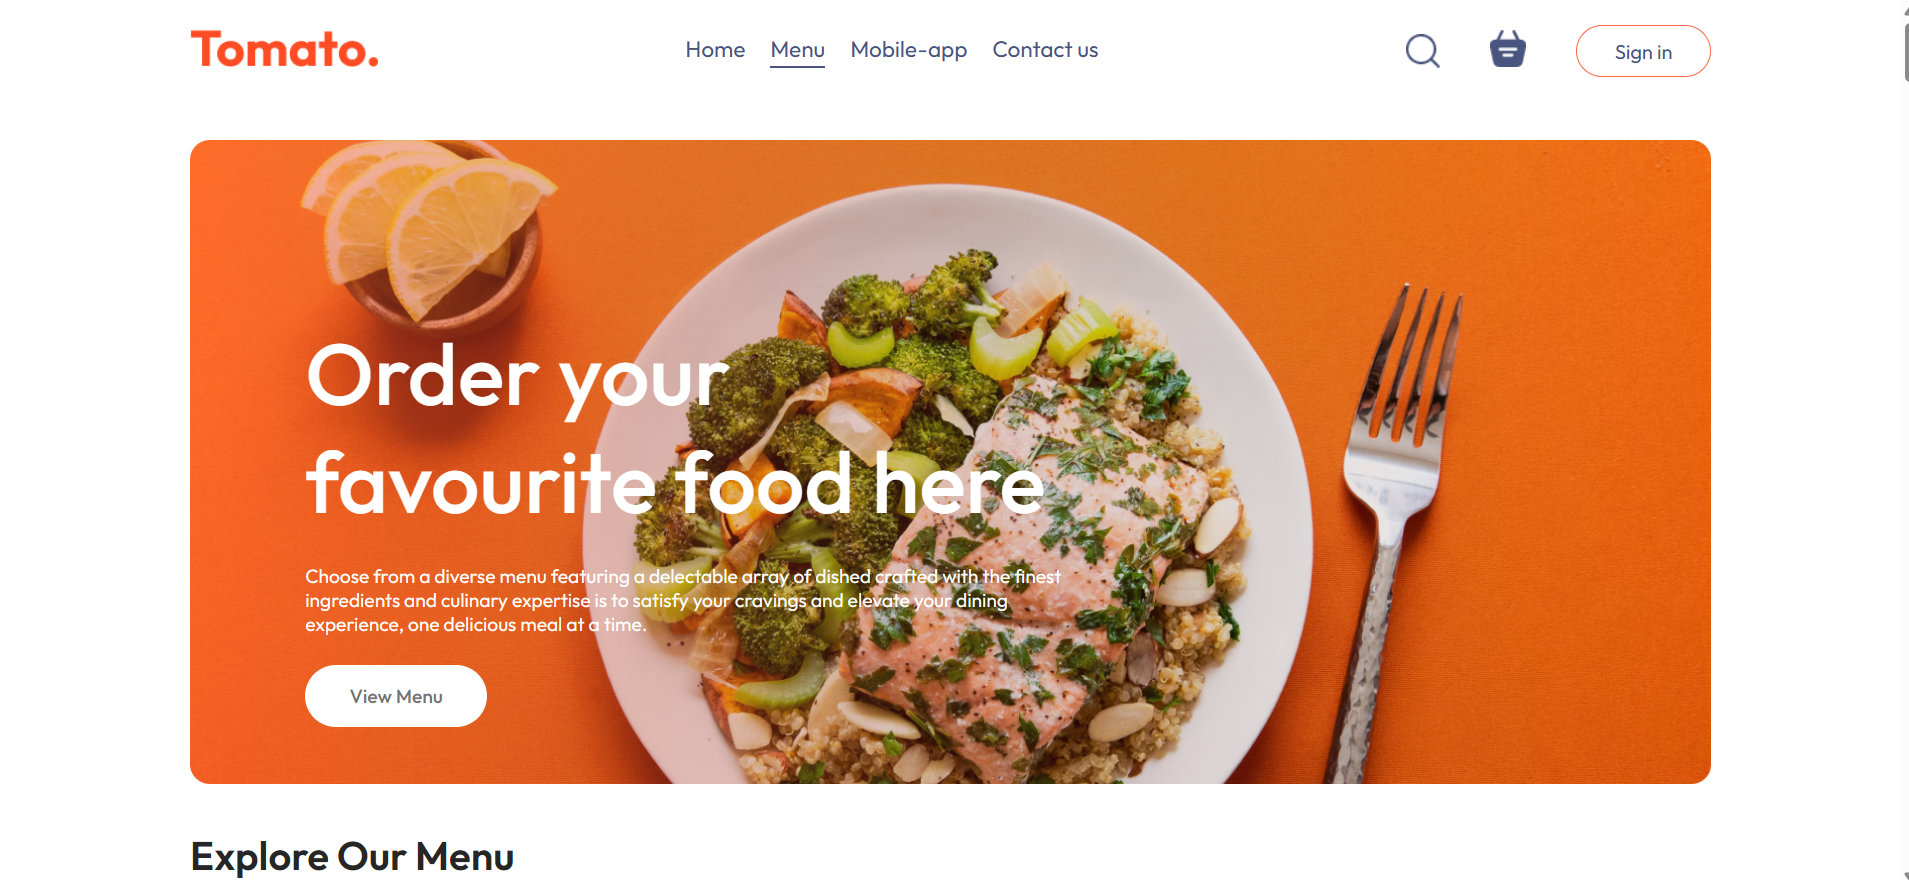 Tomato.
Home Menu Mobile-app Contact us
Sign in
Order your
favourite food here
Choose from a diverse menu featuring a delectable array of dished crafted with the finest
ingredients and culinary expertise is to satisfy your cravings and elevate your dining
experience, one delicious meal at a time.
View Menu
Explore Our Menu